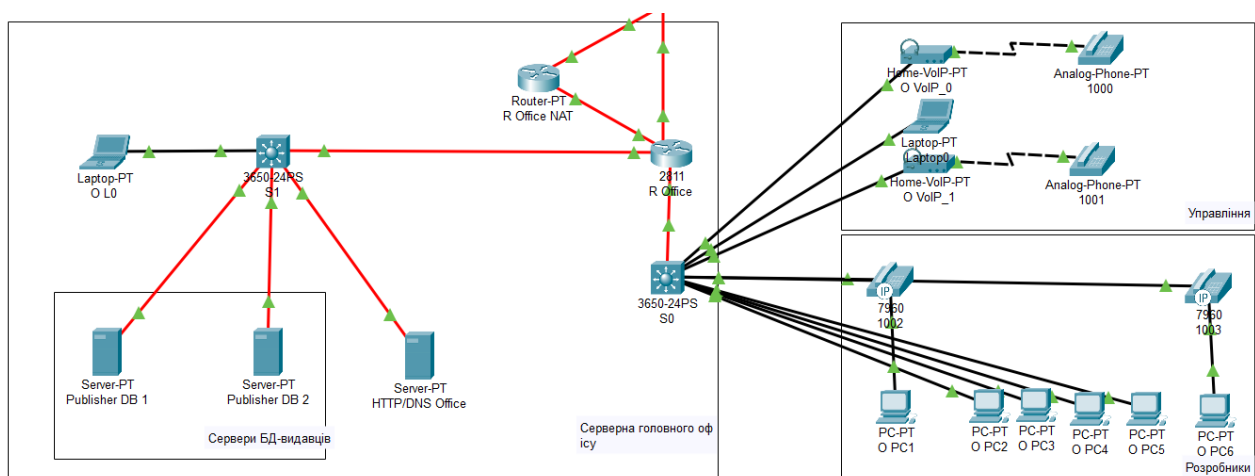 Router-PT
R Office NAT
Laptop-PT
O L0
3650-24PS
S1
2811
R Office
3650-24PS
S0
Server-PT
Publisher DB 1
Server-PT
Publisher DB 2
Server-PT
HTTP/DNS Office
Сервери БД-видавців
Серверна головного оф
ісу
Home-VoIP-PT
O VoIP_0
Analog-Phone-PT
1000
Laptop-PT
Laptop0
Home-VoIP-PT
O VoIP_1
Analog-Phone-PT
1001
Управління
IP
7960
1002
IP
7960
1003
PC-PT
O PC1
PC-PT
O PC2
PC-PT
O PC3
PC-PT
O PC4
PC-PT
O PC5
PC-PT
O PC6
Розробники